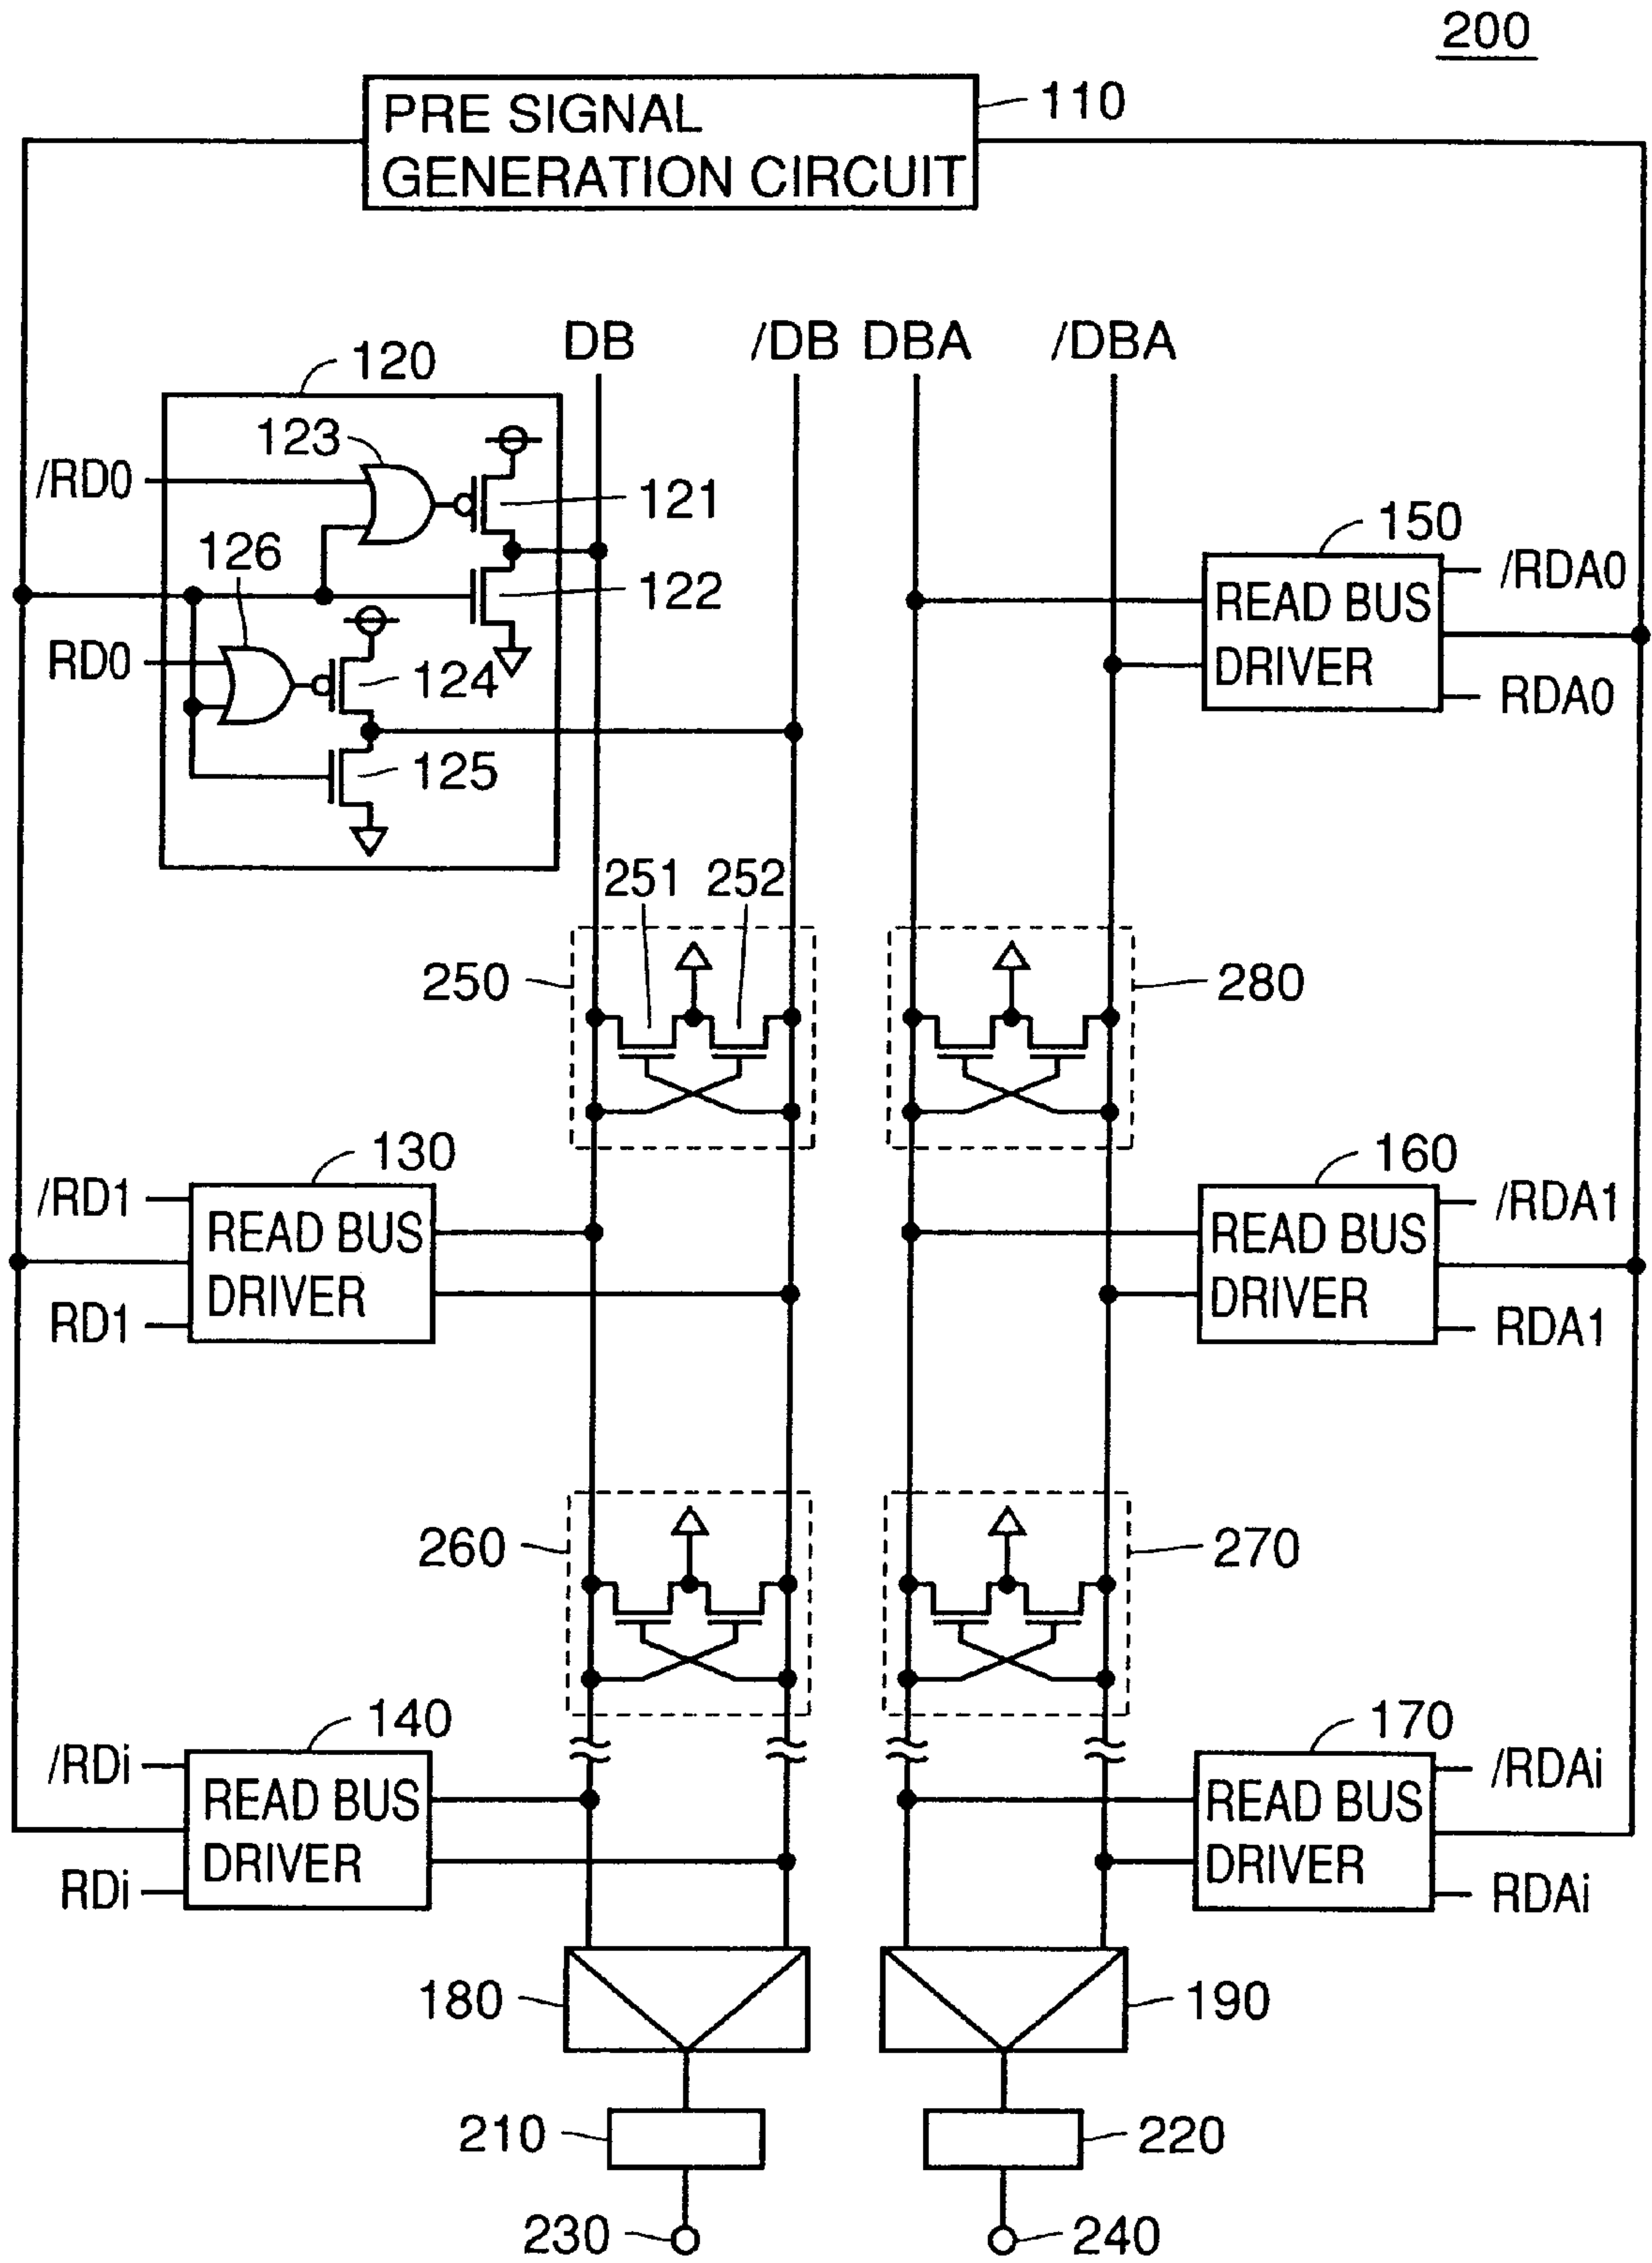 200
PRE SIGNAL
GENERATION CIRCUIT
110
DB
/DB
DBA
/DBA
120
123
/RD0
121
126
122
RD0
124
125
150
/RDA0
READ BUS
DRIVER
RDA0
251
252
250
280
130
/RD1
READ BUS
DRIVER
RD1
160
/RDA1
READ BUS
DRIVER
RDA1
260
270
140
/RDi
READ BUS
DRIVER
RDi
170
/RDAi
READ BUS
DRIVER
RDAi
180
190
210
220
230
240